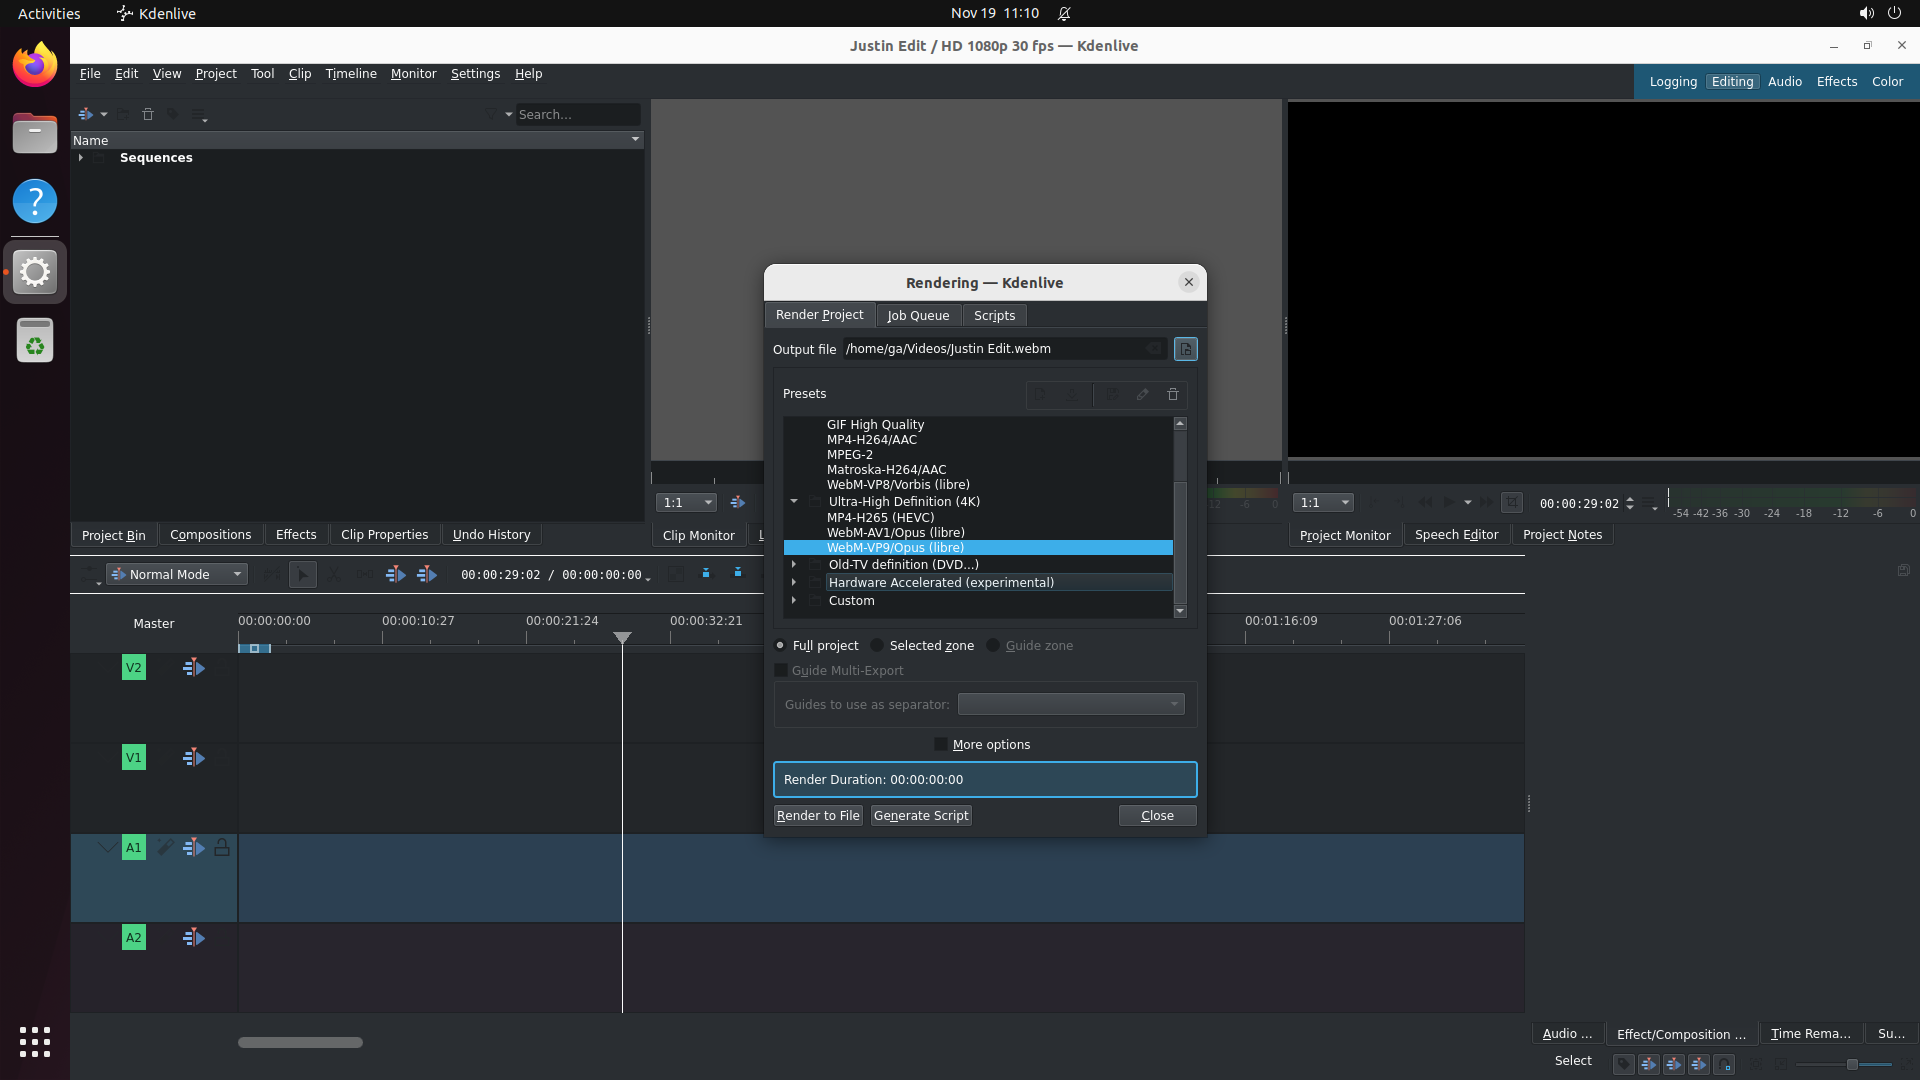 Activities
Kdenlive
Nov 19 11:10
Justin Edit / HD 1080p 30 fps — Kdenlive
File Edit View Project Tool Clip Timeline Monitor Settings Help
Logging Editing Audio Effects Color
Search...
Name
Sequences
Rendering — Kdenlive
Render Project Job Queue Scripts
Output file /home/ga/Videos/Justin Edit.webm
Presets
GIF High Quality
MP4-H264/AAC
MPEG-2
Matroska-H264/AAC
WebM-VP8/Vorbis (libre)
Ultra-High Definition (4K)
MP4-H265 (HEVC)
WebM-AV1/Opus (libre)
WebM-VP9/Opus (libre)
Old-TV definition (DVD...)
Hardware Accelerated (experimental)
Custom
Full project Selected zone Guide zone
Guide Multi-Export
Guides to use as separator:
More options
Render Duration: 00:00:00:00
Render to File Generate Script Close
1:1
12 -6 0
1:1
00:00:29:02
-54 -42 -36 -30 -24 -18 -12 -6 0
Project Bin Compositions Effects Clip Properties Undo History
Clip Monitor L
Project Monitor Speech Editor Project Notes
Normal Mode
00:00:29:02 / 00:00:00:00
Master
00:00:00:00 00:00:10:27 00:00:21:24 00:00:32:21 00:01:16:09 00:01:27:06
V2
V1
A1
A2
Audio ... Effect/Composition ... Time Rema... Su...
Select